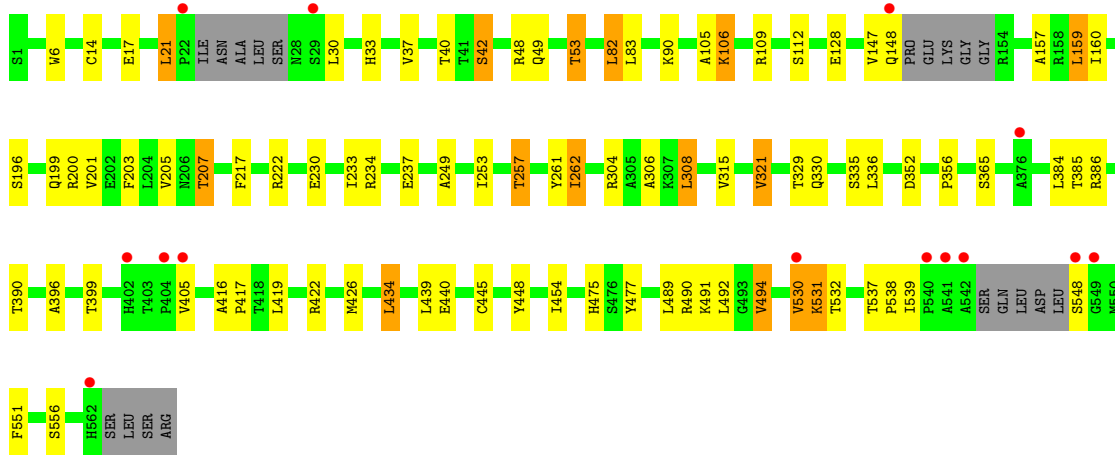 S1 W6 C14 E17 L21 P22 ILE ASN ALA LEU SER N28 S29 L30 H33 V37 T40 T41 S42 R48 Q49 T53 L82 L83 K90 A105 K106 R109 S112 E128 V147 Q148 PRO GLU LYS GLY GLY R154 A157 R158 L159 I160
S196 Q199 R200 V201 E202 F203 L204 V205 N206 T207 F217 R222 E230 I233 R234 E237 A249 I253 T257 Y261 I262 R304 A305 A306 K307 L308 V315 V321 T329 Q330 S335 L336 D352 P356 S365 A376 L384 T385 R386
T390 A396 T399 H402 T403 P404 V405 A416 P417 T418 L419 R422 M426 L434 L439 E440 C445 Y448 I454 H475 S476 Y477 L489 R490 K491 L492 G493 V494 V530 K531 T532 T537 P538 I539 P540 A541 A542 SER GLN LEU ASP LEU S548 G549 M550
F551 S556 H562 SER LEU SER ARG